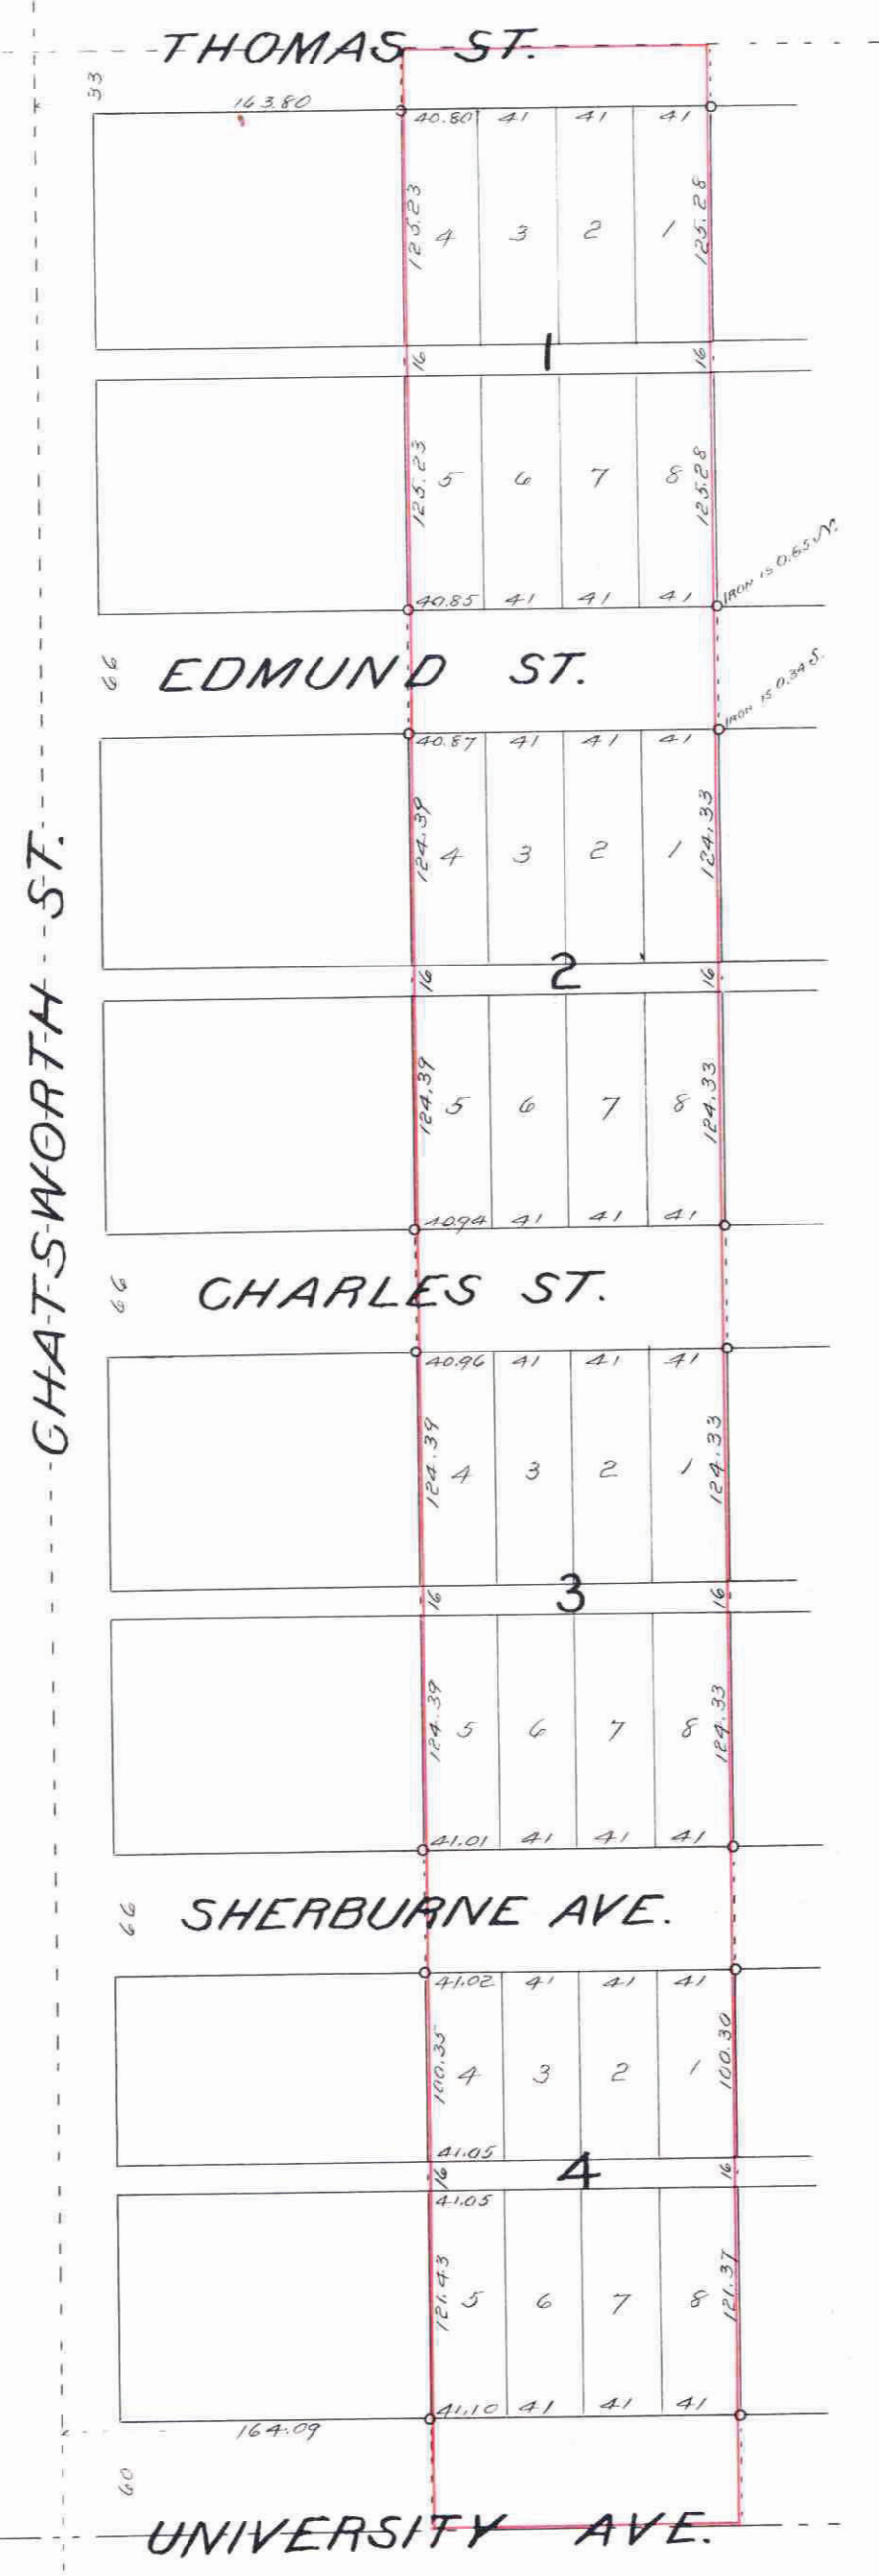 THOMAS ST.
33
163.80
40.80 41 41 41
125.23 4 3 2 1 125.28
16 1 16
125.23 5 6 7 8 125.28
40.85 41 41 41
IRON IS 0.65 N.
66
EDMUND ST.
IRON IS 0.34 S.
40.87 41 41 41
124.39 4 3 2 1 124.33
CHATSWORTH ST.
16 2 16
124.39 5 6 7 8 124.33
40.94 41 41 41
66
CHARLES ST.
40.96 41 41 41
124.39 4 3 2 1 124.33
16 3 16
124.39 5 6 7 8 124.33
41.01 41 41 41
66
SHERBURNE AVE.
41.02 41 41 41
100.35 4 3 2 1 100.30
41.05
16 4 16
41.05
121.43 5 6 7 8 121.37
41.10 41 41 41
164.09
60
UNIVERSITY AVE.